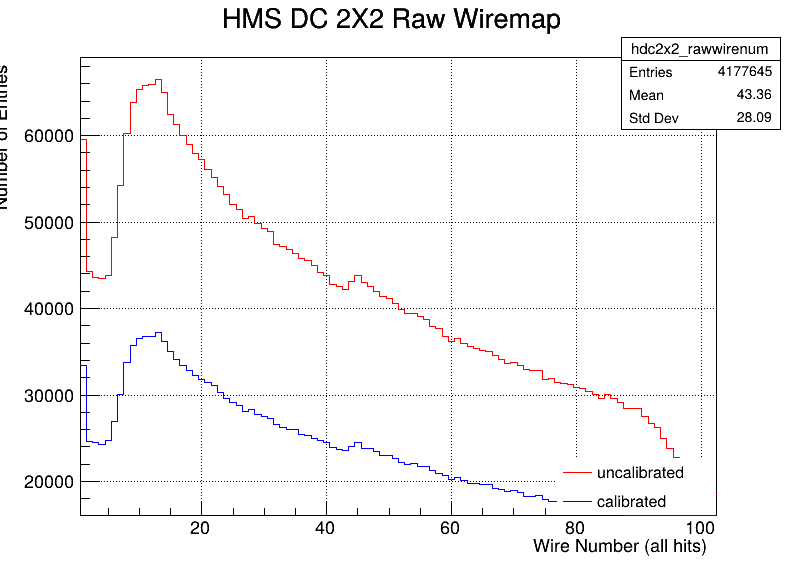 HMS DC 2X2 Raw Wiremap
hdc2x2_rawwirenum
Entries 4177645
Mean 43.36
Std Dev 28.09
Number of Entries
60000
50000
40000
30000
20000
uncalibrated
calibrated
20 40 60 80 100
Wire Number (all hits)